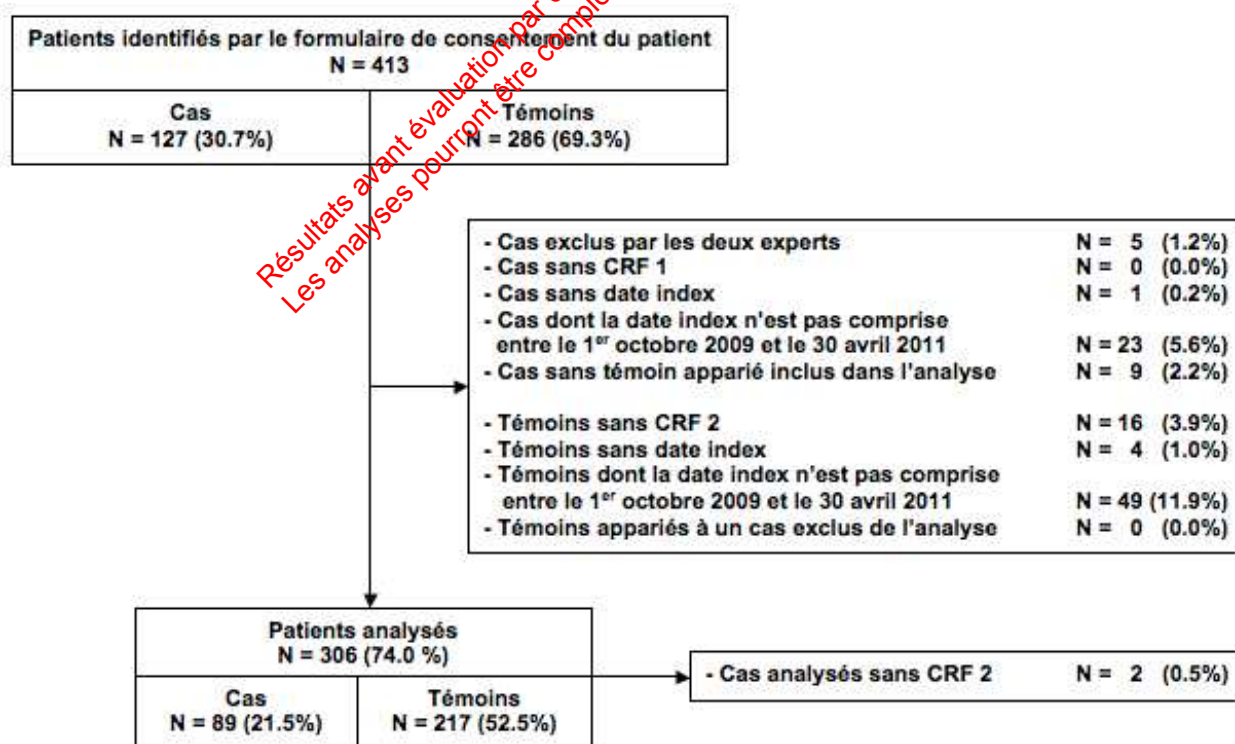 Patients identifiés par le formulaire de consentement du patient
N = 413
Cas
N = 127 (30.7%)
Témoins
N = 286 (69.3%)
Résultats avant évaluation par
Les analyses pourront être
- Cas exclus par les deux experts N = 5 (1.2%)
- Cas sans CRF 1 N = 0 (0.0%)
- Cas sans date index N = 1 (0.2%)
- Cas dont la date index n'est pas comprise
entre le 1er octobre 2009 et le 30 avril 2011 N = 23 (5.6%)
- Cas sans témoin apparié inclus dans l'analyse N = 9 (2.2%)
- Témoins sans CRF 2 N = 16 (3.9%)
- Témoins sans date index N = 4 (1.0%)
- Témoins dont la date index n'est pas comprise
entre le 1er octobre 2009 et le 30 avril 2011 N = 49 (11.9%)
- Témoins appariés à un cas exclus de l'analyse N = 0 (0.0%)
Patients analysés
N = 306 (74.0 %)
Cas
N = 89 (21.5%)
Témoins
N = 217 (52.5%)
- Cas analysés sans CRF 2 N = 2 (0.5%)